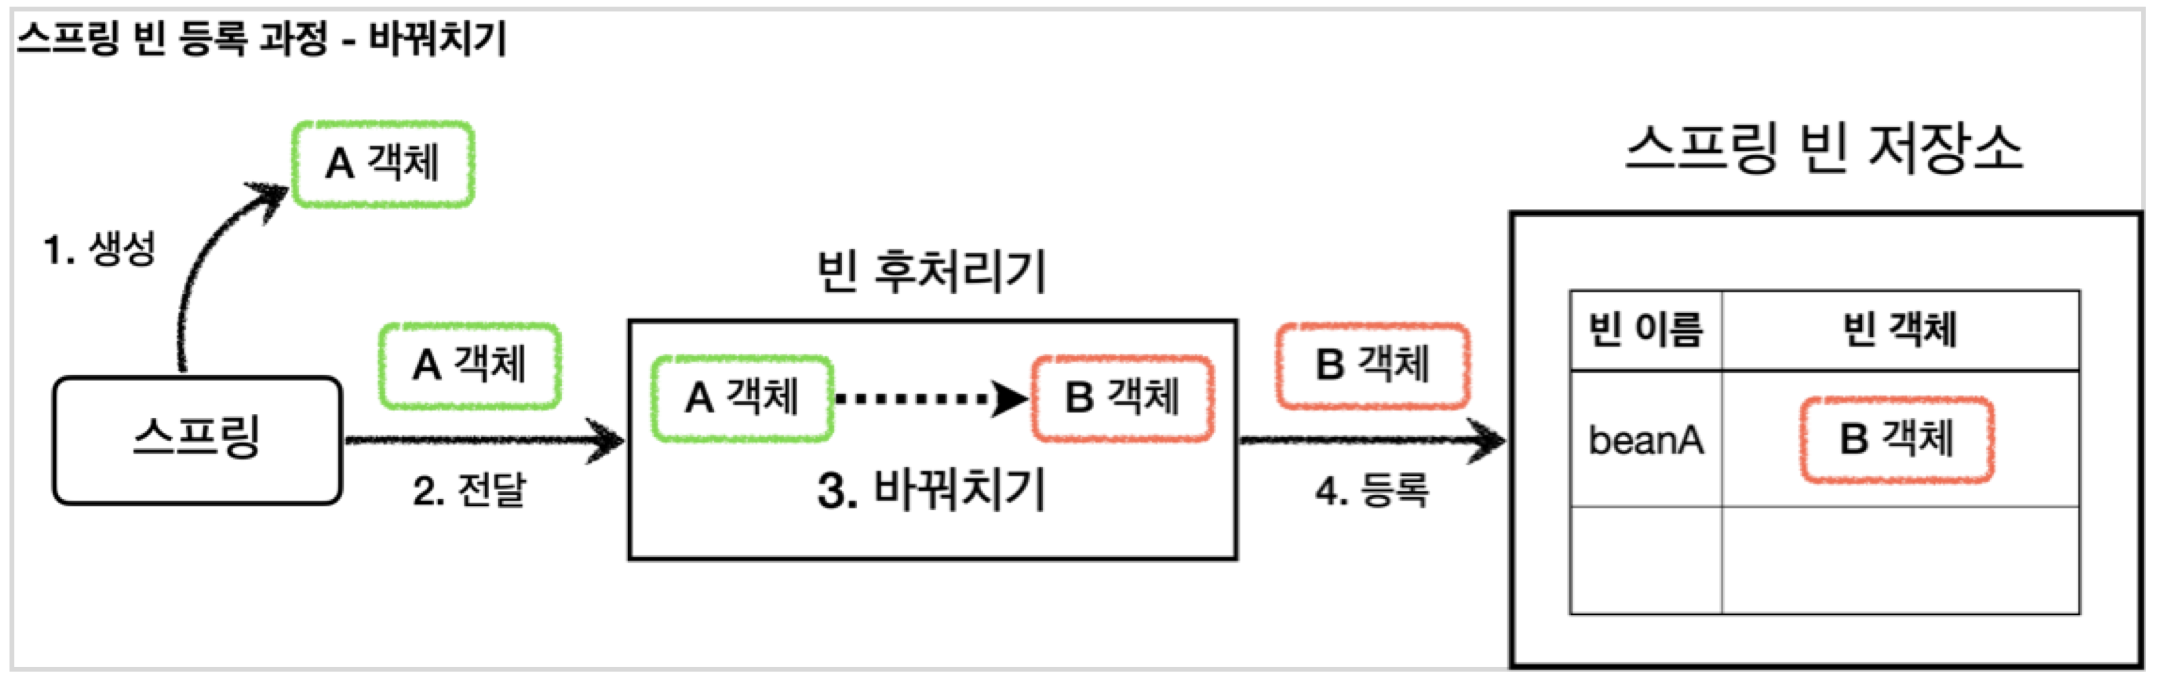 스프링 빈 등록 과정 - 바꿔치기
A 객체
1. 생성
스프링
A 객체
2. 전달
빈 후처리기
A 객체
B 객체
3. 바꿔치기
B 객체
4. 등록
스프링 빈 저장소
빈 이름
빈 객체
beanA
B 객체